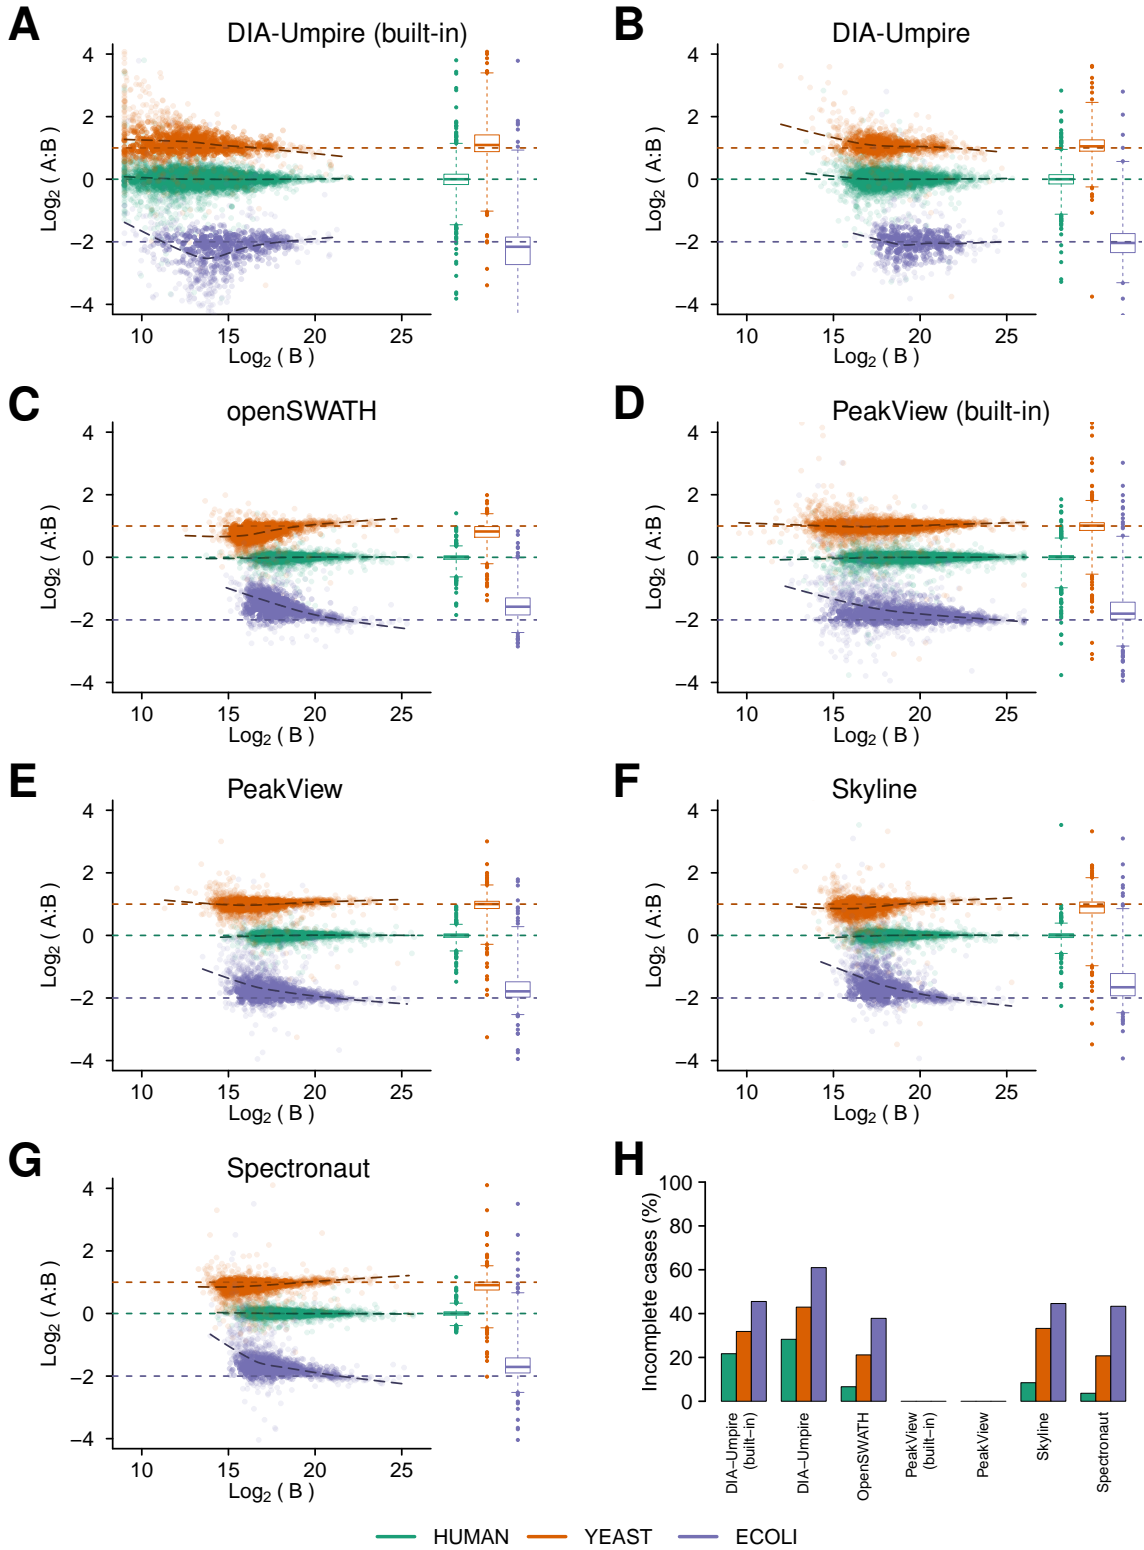 A
DIA-Umpire (built-in)
4
2
0
−2
−4
Log2 ( A:B )
10
15
20
25
Log2 ( B )
B
DIA-Umpire
4
2
0
−2
−4
Log2 ( A:B )
10
15
20
25
Log2 ( B )
C
openSWATH
4
2
0
−2
−4
Log2 ( A:B )
10
15
20
25
Log2 ( B )
D
PeakView (built-in)
4
2
0
−2
−4
Log2 ( A:B )
10
15
20
25
Log2 ( B )
E
PeakView
4
2
0
−2
−4
Log2 ( A:B )
10
15
20
25
Log2 ( B )
F
Skyline
4
2
0
−2
−4
Log2 ( A:B )
10
15
20
25
Log2 ( B )
G
Spectronaut
4
2
0
−2
−4
Log2 ( A:B )
10
15
20
25
Log2 ( B )
H
100
80
60
40
20
0
Incomplete cases (%)
DIA−Umpire
(built−in)
DIA−Umpire
OpenSWATH
PeakView
(built−in)
PeakView
Skyline
Spectronaut
HUMAN YEAST ECOLI